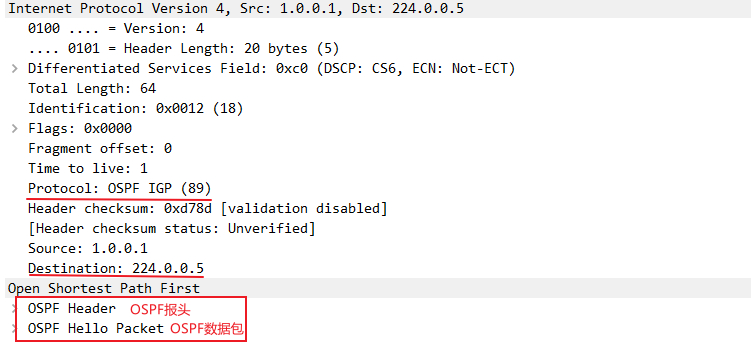 Internet Protocol Version 4, Src: 1.0.0.1, Dst: 224.0.0.5
0100 .... = Version: 4
.... 0101 = Header Length: 20 bytes (5)
Differentiated Services Field: 0xc0 (DSCP: CS6, ECN: Not-ECT)
Total Length: 64
Identification: 0x0012 (18)
Flags: 0x0000
Fragment offset: 0
Time to live: 1
Protocol: OSPF IGP (89)
Header checksum: 0xd78d [validation disabled]
[Header checksum status: Unverified]
Source: 1.0.0.1
Destination: 224.0.0.5
Open Shortest Path First
OSPF Header OSPF报头
OSPF Hello Packet OSPF数据包